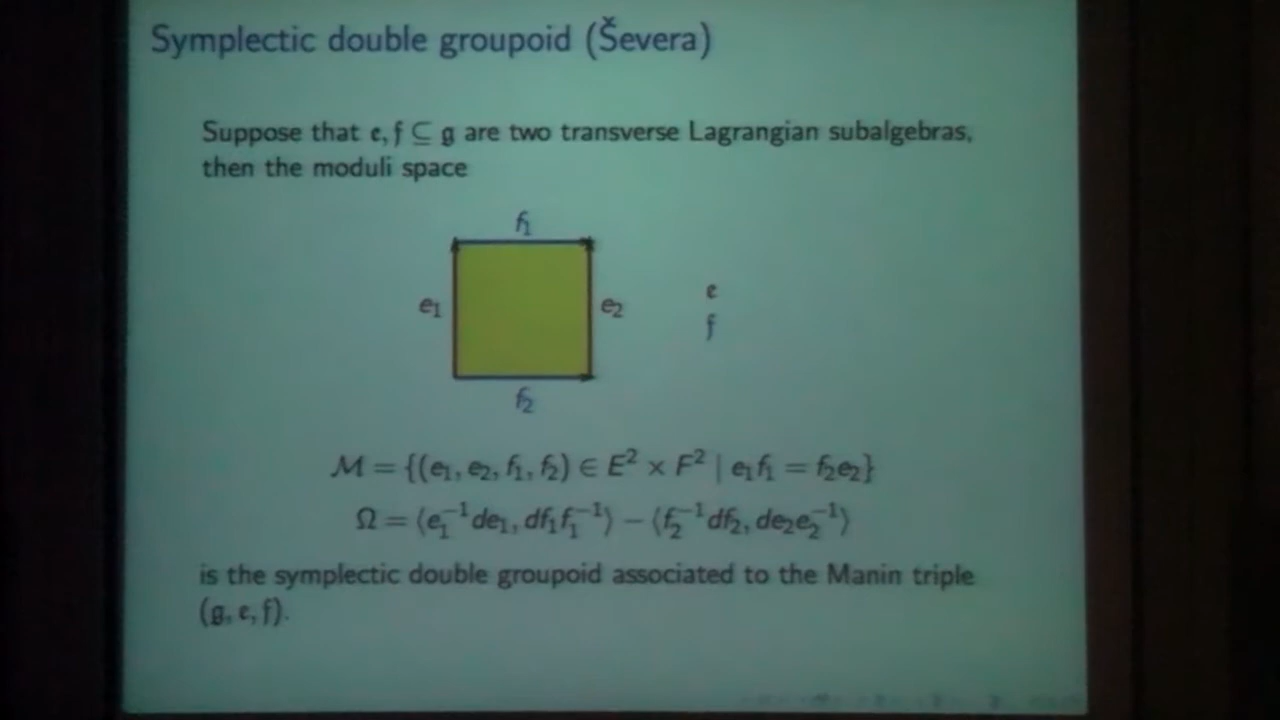 Symplectic double groupoid (Ševera)
Suppose that 𝔢, 𝔣 ⊆ 𝔤 are two transverse Lagrangian subalgebras,
then the moduli space
f₁
e₁
e₂
𝔢
𝔣
f₂
ℳ = {(e₁, e₂, f₁, f₂) ∈ E² × F² | e₁f₁ = f₂e₂}
Ω = ⟨e₁⁻¹de₁, df₁f₁⁻¹⟩ − ⟨f₂⁻¹df₂, de₂e₂⁻¹⟩
is the symplectic double groupoid associated to the Manin triple
(𝔤, 𝔢, 𝔣).